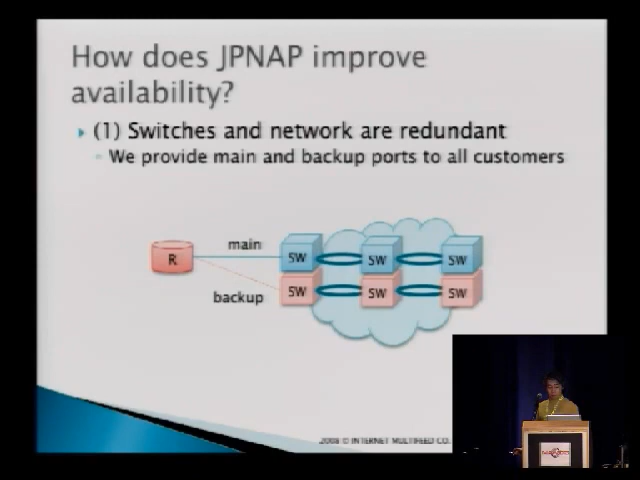 How does JPNAP improve
availability?
(1) Switches and network are redundant
We provide main and backup ports to all customers
main
R
SW
SW
SW
backup
SW
SW
SW
2008 © INTERNET MULTIFEED CO.